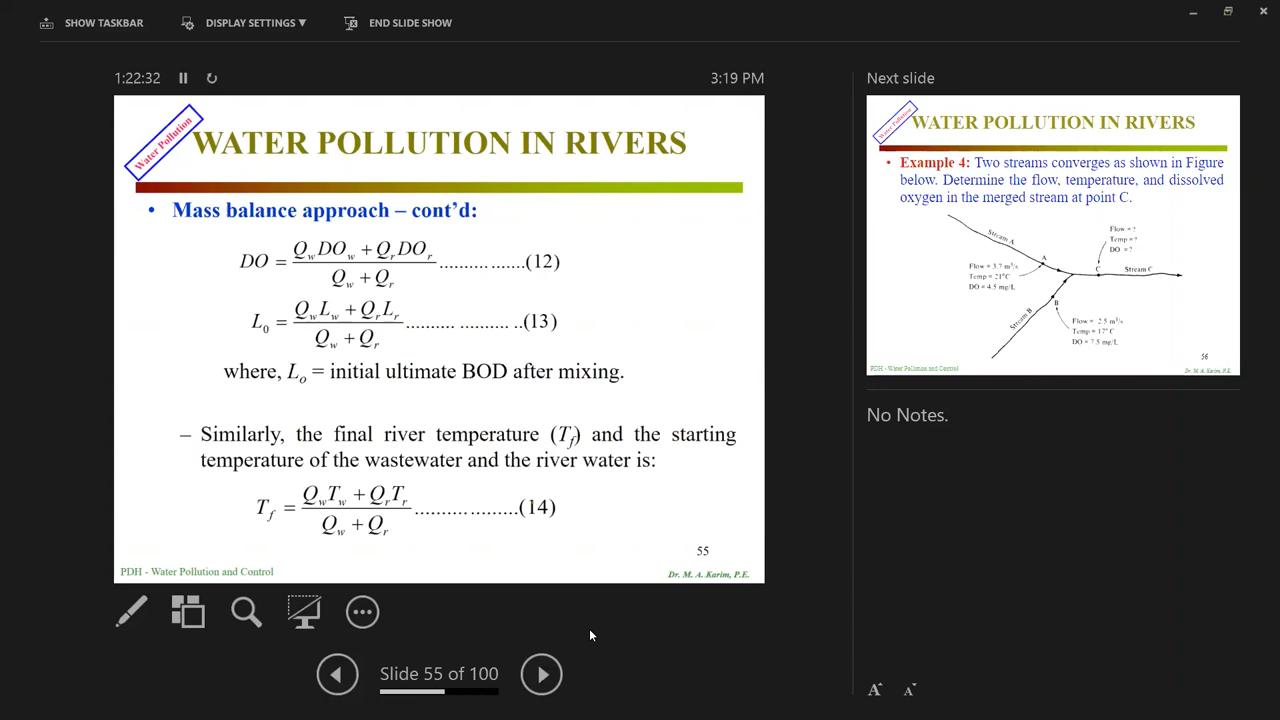 SHOW TASKBAR
DISPLAY SETTINGS ▼
END SLIDE SHOW
1:22:32
3:19 PM
Water Pollution
WATER POLLUTION IN RIVERS
• Mass balance approach – cont'd:
DO = (Q_w DO_w + Q_r DO_r) / (Q_w + Q_r) .................(12)
L_0 = (Q_w L_w + Q_r L_r) / (Q_w + Q_r) ......................(13)
where, L_o = initial ultimate BOD after mixing.
– Similarly, the final river temperature (T_f) and the starting
temperature of the wastewater and the river water is:
T_f = (Q_w T_w + Q_r T_r) / (Q_w + Q_r) ...................(14)
55
PDH - Water Pollution and Control
Dr. M. A. Karim, P.E.
Slide 55 of 100
Next slide
Water Pollution
WATER POLLUTION IN RIVERS
• Example 4: Two streams converges as shown in Figure
below. Determine the flow, temperature, and dissolved
oxygen in the merged stream at point C.
Stream A
Flow = ?
Temp = ?
DO = ?
A
Flow = 3.7 m³/s
Temp = 21°C
DO = 4.5 mg/L
C
Stream C
B
Stream B
Flow = 2.5 m³/s
Temp = 17° C
DO = 7.5 mg/L
56
PDH - Water Pollution and Control
Dr. M. A. Karim, P.E.
No Notes.
A A